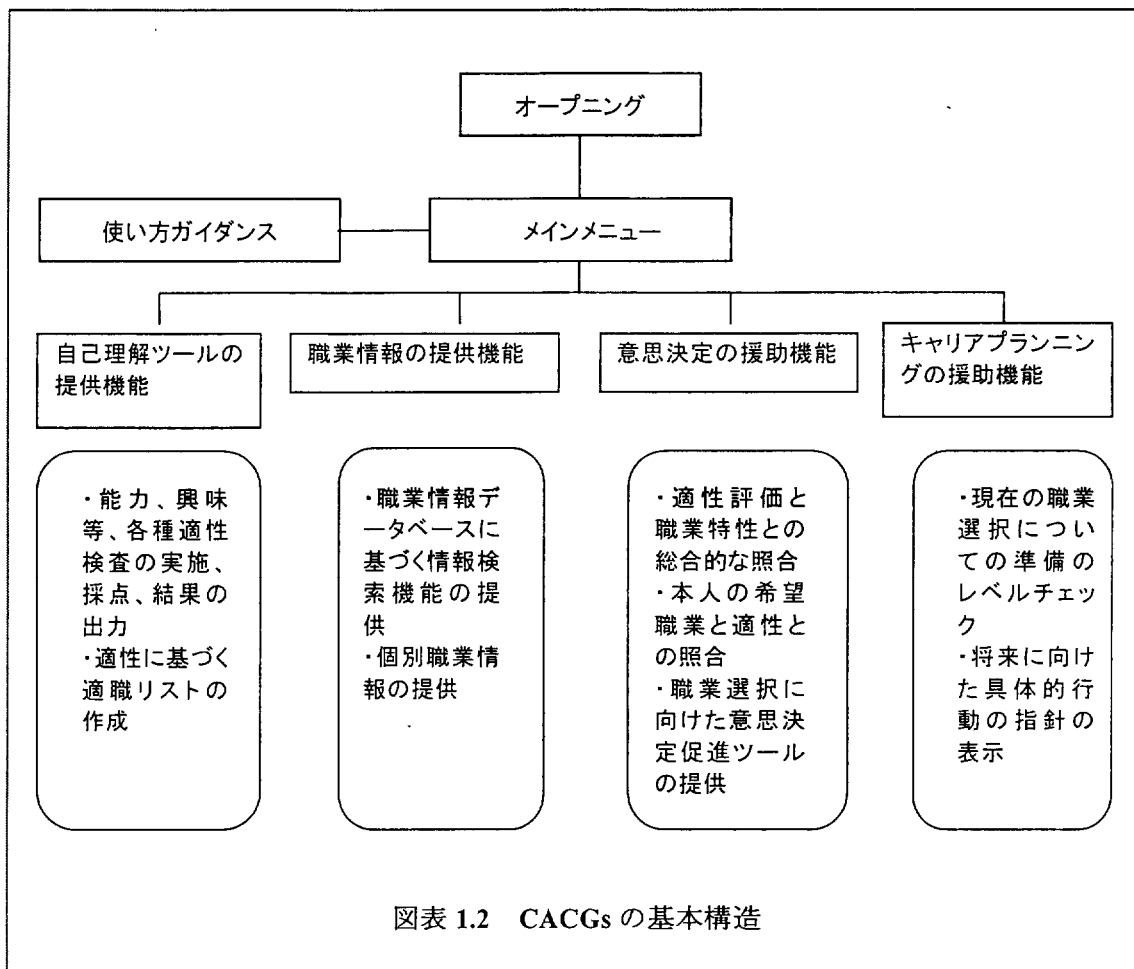 オープニング
使い方ガイダンス
メインメニュー
自己理解ツールの
提供機能
職業情報の提供機能
意思決定の援助機能
キャリアプランニン
グの援助機能
・能力、興味
等、各種適性
検査の実施、
採点、結果の
出力
・適性に基づく
適職リストの
作成
・職業情報デ
ータベースに
基づく情報検
索機能の提
供
・個別職業情
報の提供
・適性評価と
職業特性との
総合的な照合
・本人の希望
職業と適性と
の照合
・職業選択に
向けた意思決
定促進ツール
の提供
・現在の職業
選択につい
ての準備の
レベルチェッ
ク
・将来に向け
た具体的行
動の指針の
表示
図表 1.2 CACGs の基本構造